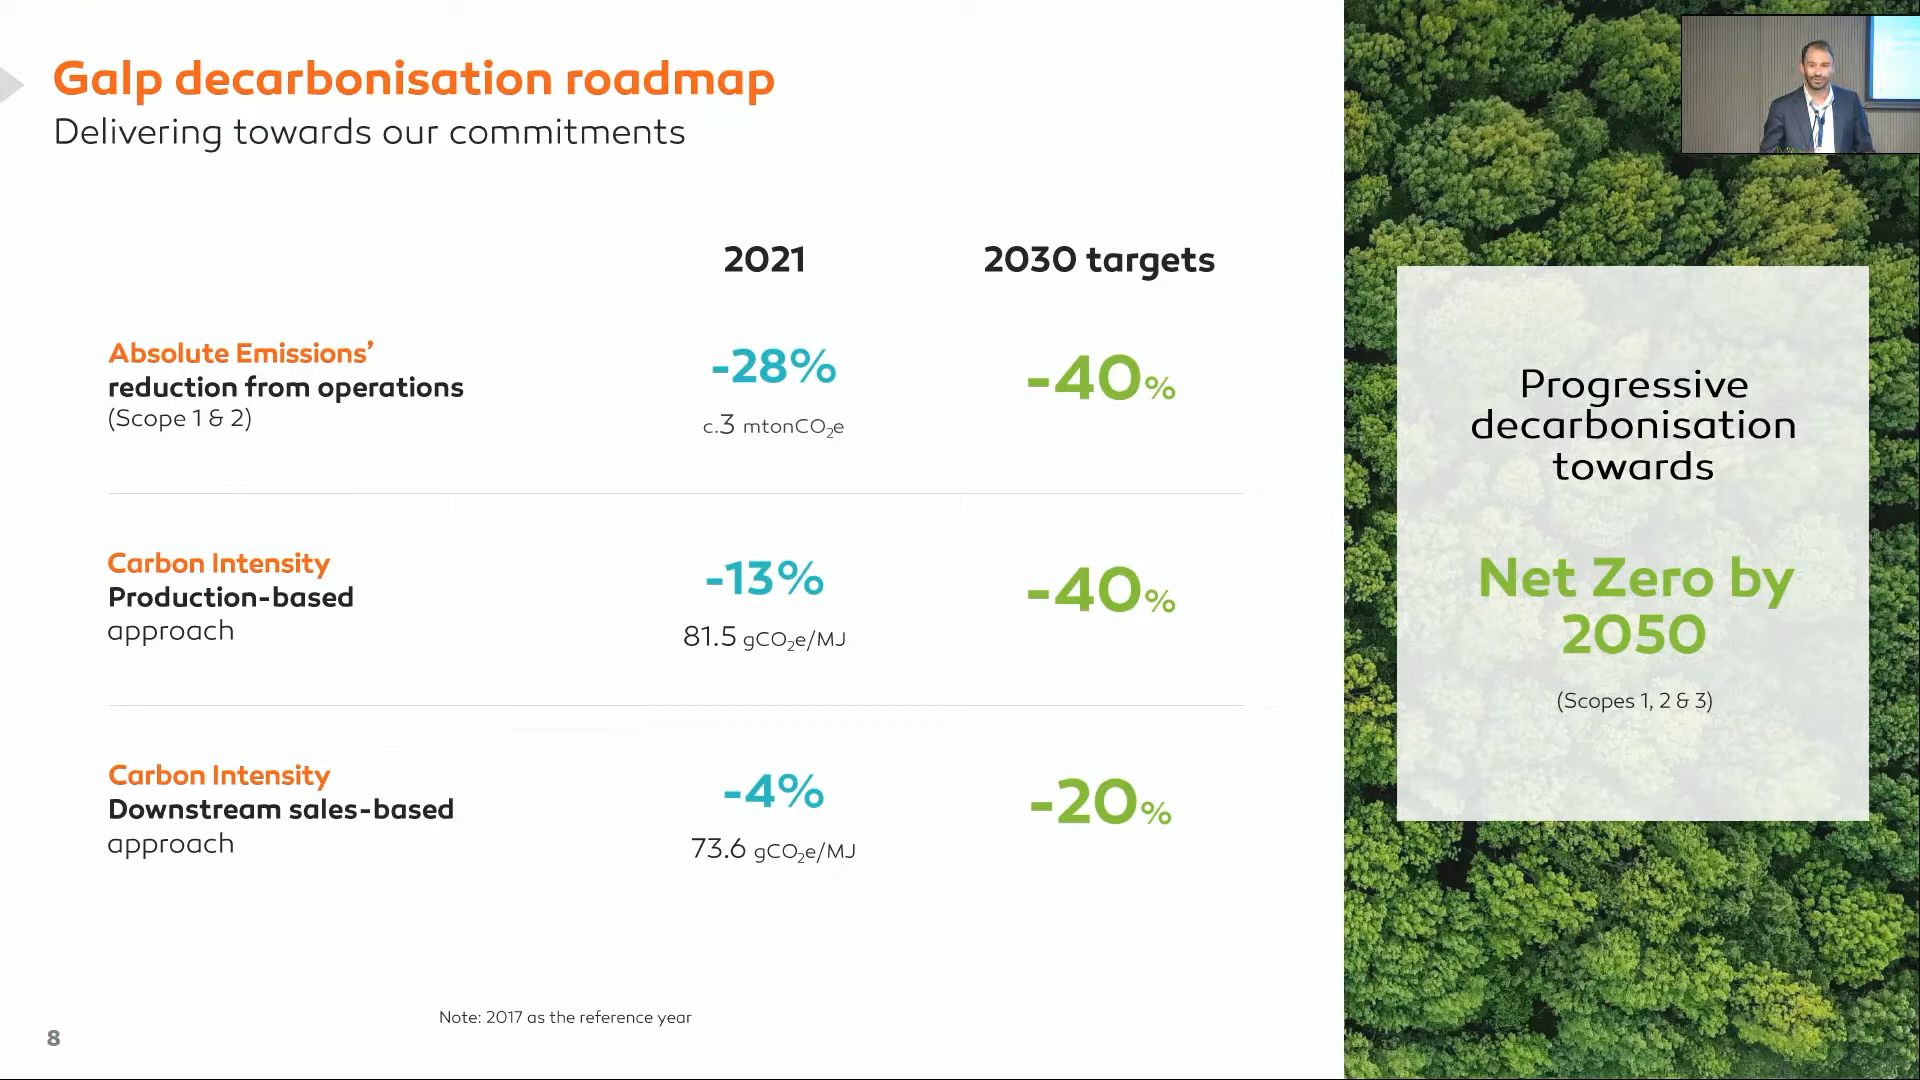 Galp decarbonisation roadmap
Delivering towards our commitments
2021
2030 targets
Absolute Emissions’
reduction from operations
(Scope 1 & 2)
-28%
c.3 mtonCO₂e
-40%
Carbon Intensity
Production-based
approach
-13%
81.5 gCO₂e/MJ
-40%
Carbon Intensity
Downstream sales-based
approach
-4%
73.6 gCO₂e/MJ
-20%
Note: 2017 as the reference year
8
Progressive
decarbonisation
towards
Net Zero by
2050
(Scopes 1, 2 & 3)